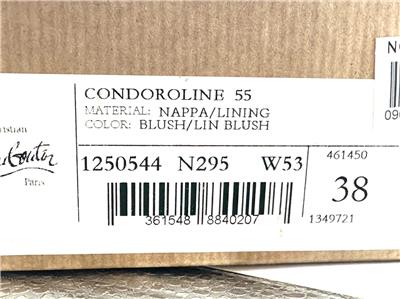 CONDOROLINE 55
MATERIAL: NAPPA/LINING
COLOR: BLUSH/LIN BLUSH
Paris
1250544 N295 W53
461450
38
1349721
361548 8840207